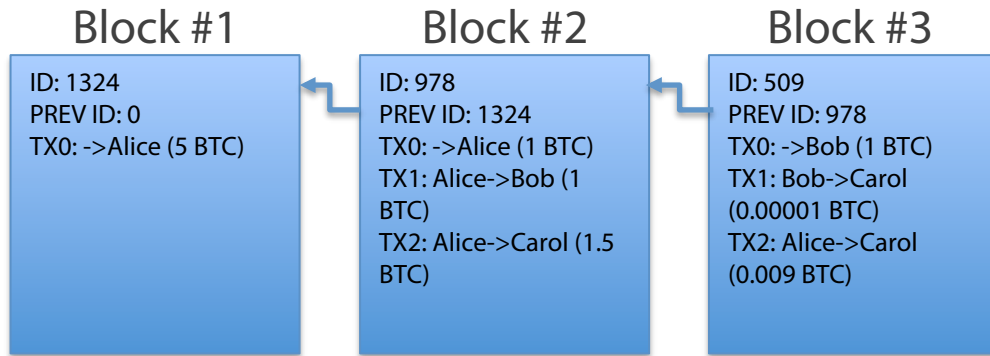 Block #1
ID: 1324
PREV ID: 0
TX0: ->Alice (5 BTC)
Block #2
ID: 978
PREV ID: 1324
TX0: ->Alice (1 BTC)
TX1: Alice->Bob (1
BTC)
TX2: Alice->Carol (1.5
BTC)
Block #3
ID: 509
PREV ID: 978
TX0: ->Bob (1 BTC)
TX1: Bob->Carol
(0.00001 BTC)
TX2: Alice->Carol
(0.009 BTC)